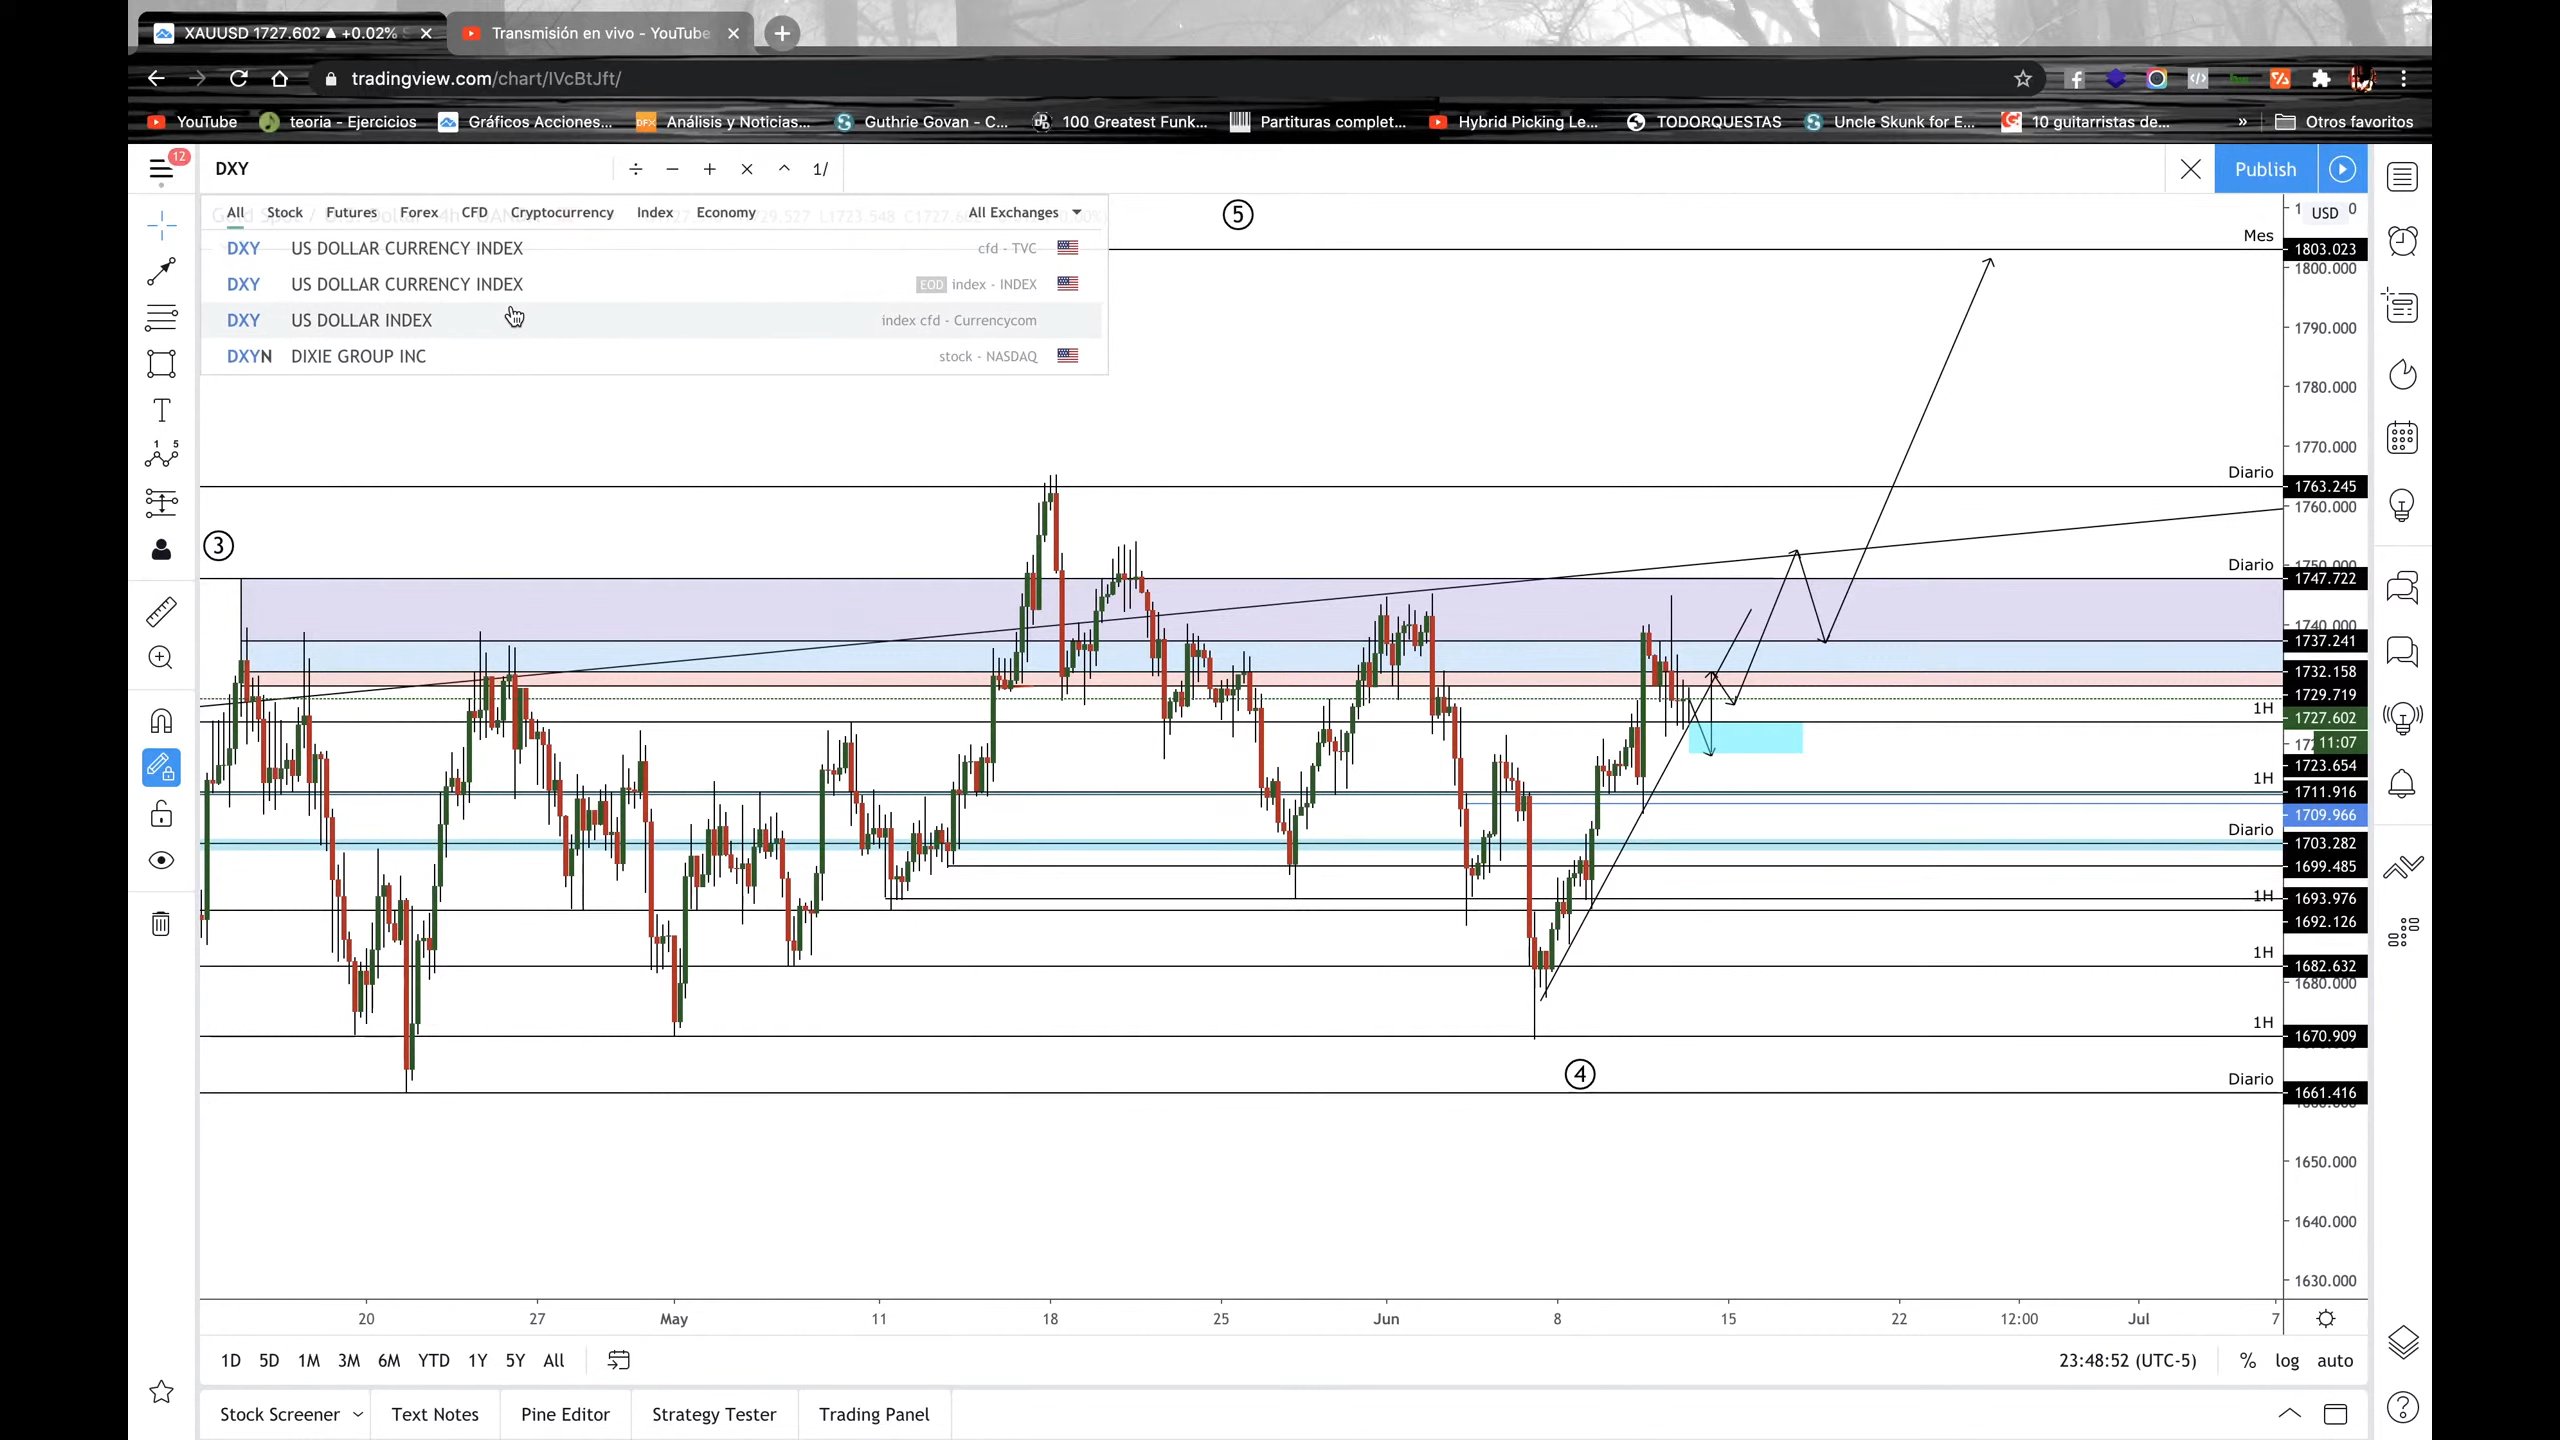 XAUUSD 1727.602 ▲ +0.02%
Transmisión en vivo - YouTube
tradingview.com/chart/IVcBtJft/
YouTube
teoria - Ejercicios
Gráficos Acciones...
DFX
Análisis y Noticias...
Guthrie Govan - C...
100 Greatest Funk...
Partituras complet...
Hybrid Picking Le...
TODORQUESTAS
Uncle Skunk for E...
10 guitarristas de...
»
Otros favoritos
12
DXY
÷ − + × ^ 1/
Publish
All Stock Futures Forex CFD Cryptocurrency Index Economy All Exchanges
DXY US DOLLAR CURRENCY INDEX cfd - TVC
DXY US DOLLAR CURRENCY INDEX EOD index - INDEX
DXY US DOLLAR INDEX index cfd - Currencycom
DXYN DIXIE GROUP INC stock - NASDAQ
USD
5
Mes
1803.023
1800.000
1790.000
1780.000
1770.000
Diario
1763.245
1760.000
3
Diario
1747.722
1740.000
1737.241
1732.158
1729.719
1H
1727.602
11:07
1723.654
1H
1711.916
1709.966
Diario
1703.282
1699.485
1H
1693.976
1692.126
1H
1682.632
1680.000
1H
1670.909
4
Diario
1661.416
1650.000
1640.000
1630.000
20 27 May 11 18 25 Jun 8 15 22 12:00 Jul 7
1D 5D 1M 3M 6M YTD 1Y 5Y All
23:48:52 (UTC-5)
% log auto
Stock Screener Text Notes Pine Editor Strategy Tester Trading Panel